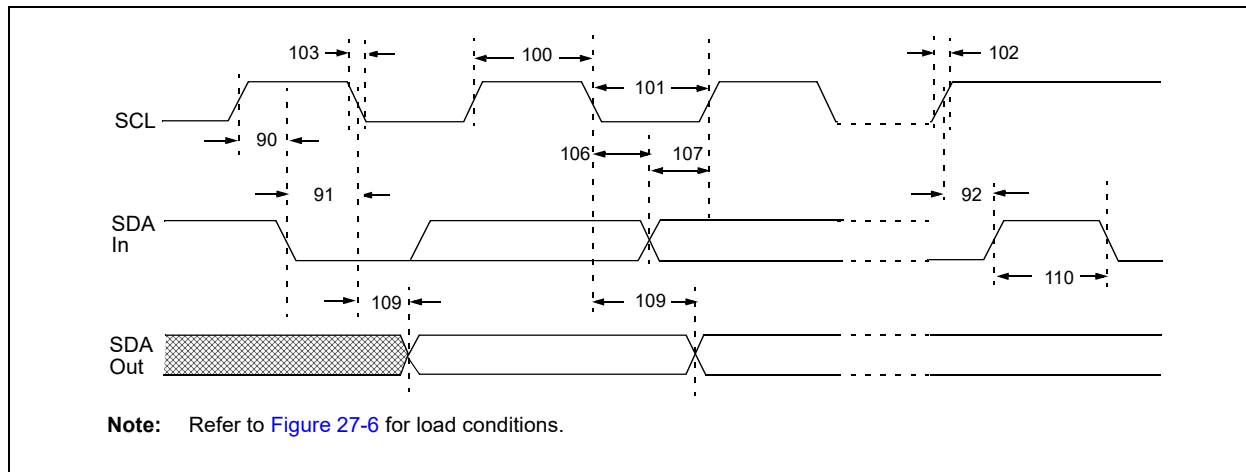 103
100
102
101
SCL
90
106
107
91
92
SDA
In
109
109
110
SDA
Out
Note: Refer to Figure 27-6 for load conditions.